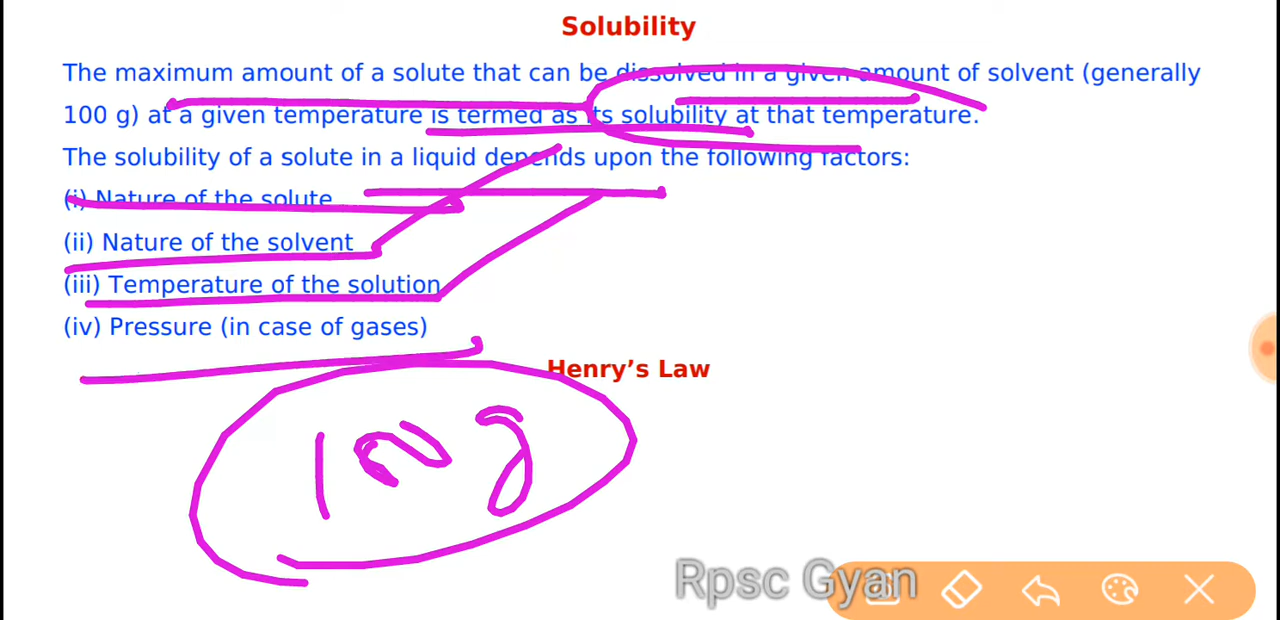 Solubility
The maximum amount of a solute that can be dissolved in a given amount of solvent (generally
100 g) at a given temperature is termed as its solubility at that temperature.
The solubility of a solute in a liquid depends upon the following factors:
(i) Nature of the solute
(ii) Nature of the solvent
(iii) Temperature of the solution
(iv) Pressure (in case of gases)
Henry’s Law
Rpsc Gyan